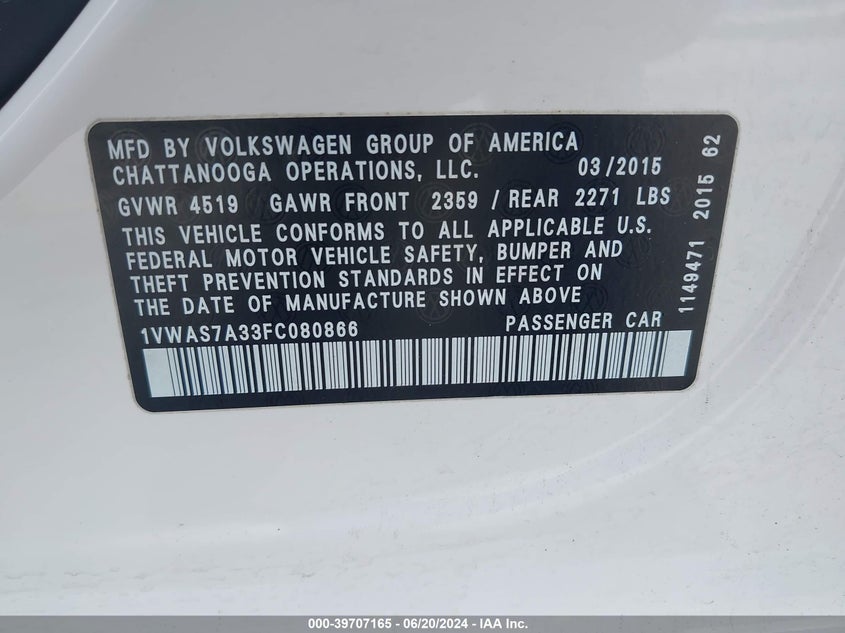 MFD BY VOLKSWAGEN GROUP OF AMERICA
CHATTANOOGA OPERATIONS, LLC. 03/2015
GVWR 4519 GAWR FRONT 2359 / REAR 2271 LBS
THIS VEHICLE CONFORMS TO ALL APPLICABLE U.S.
FEDERAL MOTOR VEHICLE SAFETY, BUMPER AND
THEFT PREVENTION STANDARDS IN EFFECT ON
THE DATE OF MANUFACTURE SHOWN ABOVE
1VWAS7A33FC080866 PASSENGER CAR
1149471 2015 62
000-39707165 | 06/20/2024 | IAA Inc.